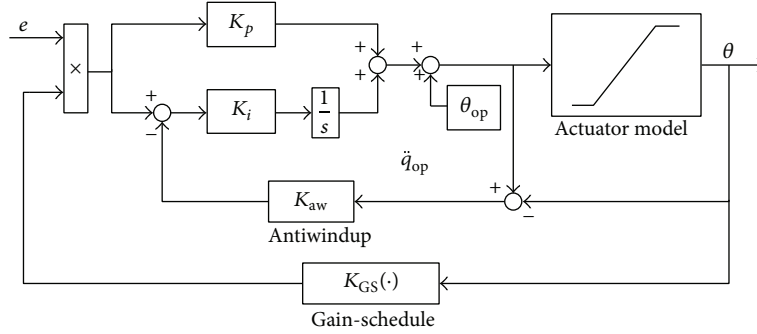 e
×
K_p
+
+
+
+
θ_op
θ
Actuator model
+
−
K_i
1/s
q̈_op
+
−
K_aw
Antiwindup
K_GS(·)
Gain-schedule